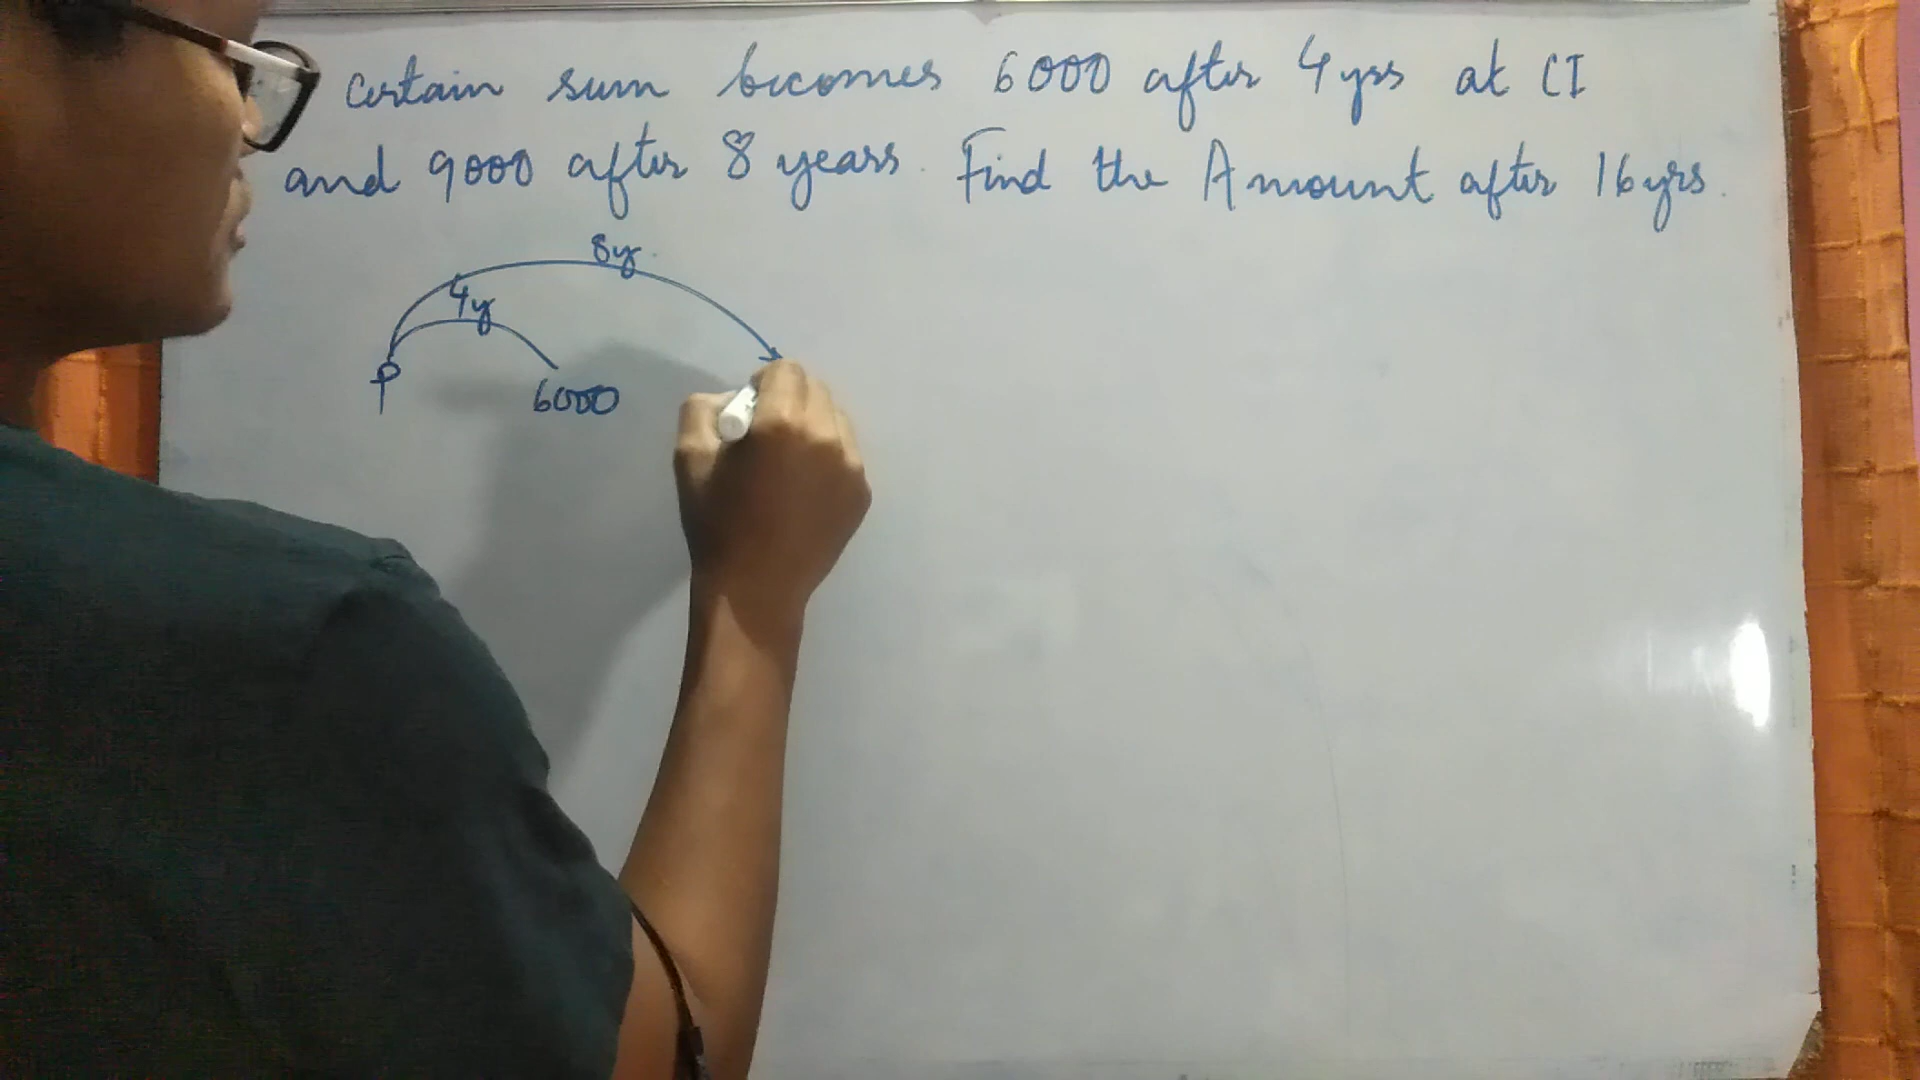 certain sum becomes 6000 after 4 yrs at CI
and 9000 after 8 years. Find the Amount after 16 yrs.
8y
4y
P
6000